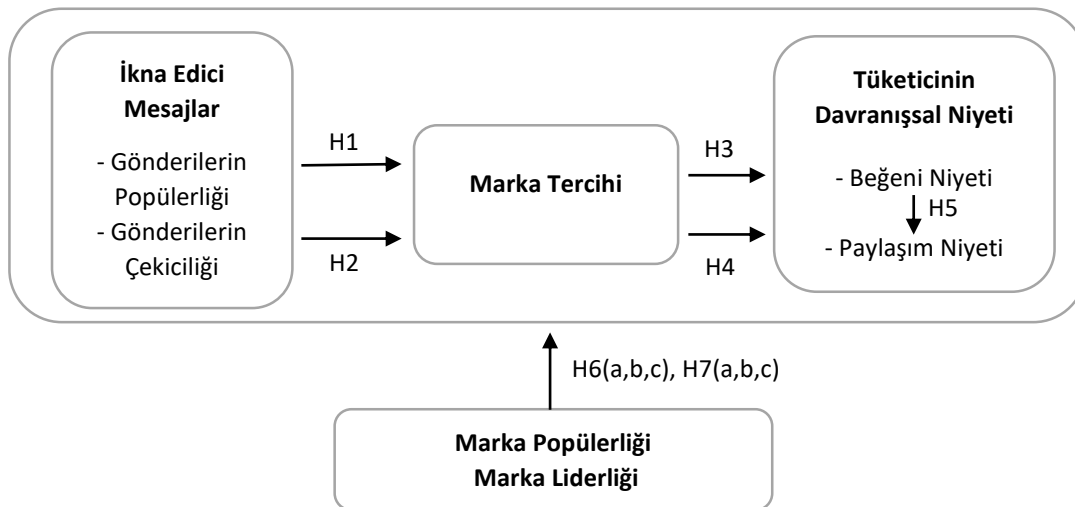 İkna Edici
Mesajlar
- Gönderilerin
Popülerliği
- Gönderilerin
Çekiciliği
H1
H2
Marka Tercihi
H3
H4
Tüketicinin
Davranışsal Niyeti
- Beğeni Niyeti
H5
- Paylaşım Niyeti
H6(a,b,c), H7(a,b,c)
Marka Popülerliği
Marka Liderliği